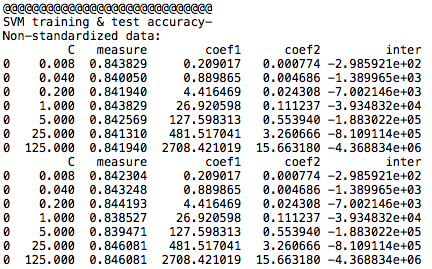 @@@@@@@@@@@@@@@@@@@@@@@@@@@@
SVM training & test accuracy-
Non-standardized data:
C measure coef1 coef2 inter
0 0.008 0.843829 0.209017 0.000774 -2.985921e+02
0 0.040 0.840050 0.889865 0.004686 -1.389965e+03
0 0.200 0.841940 4.416469 0.024308 -7.002146e+03
0 1.000 0.843829 26.920598 0.111237 -3.934832e+04
0 5.000 0.842569 127.598313 0.553940 -1.883022e+05
0 25.000 0.841310 481.517041 3.260666 -8.109114e+05
0 125.000 0.841940 2708.421019 15.663180 -4.368834e+06
C measure coef1 coef2 inter
0 0.008 0.842304 0.209017 0.000774 -2.985921e+02
0 0.040 0.843248 0.889865 0.004686 -1.389965e+03
0 0.200 0.844193 4.416469 0.024308 -7.002146e+03
0 1.000 0.838527 26.920598 0.111237 -3.934832e+04
0 5.000 0.839471 127.598313 0.553940 -1.883022e+05
0 25.000 0.846081 481.517041 3.260666 -8.109114e+05
0 125.000 0.846081 2708.421019 15.663180 -4.368834e+06